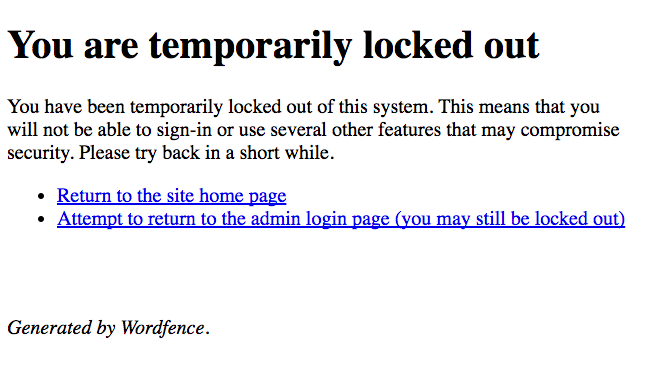 You are temporarily locked out
You have been temporarily locked out of this system. This means that you
will not be able to sign-in or use several other features that may compromise
security. Please try back in a short while.
• Return to the site home page
• Attempt to return to the admin login page (you may still be locked out)
Generated by Wordfence.